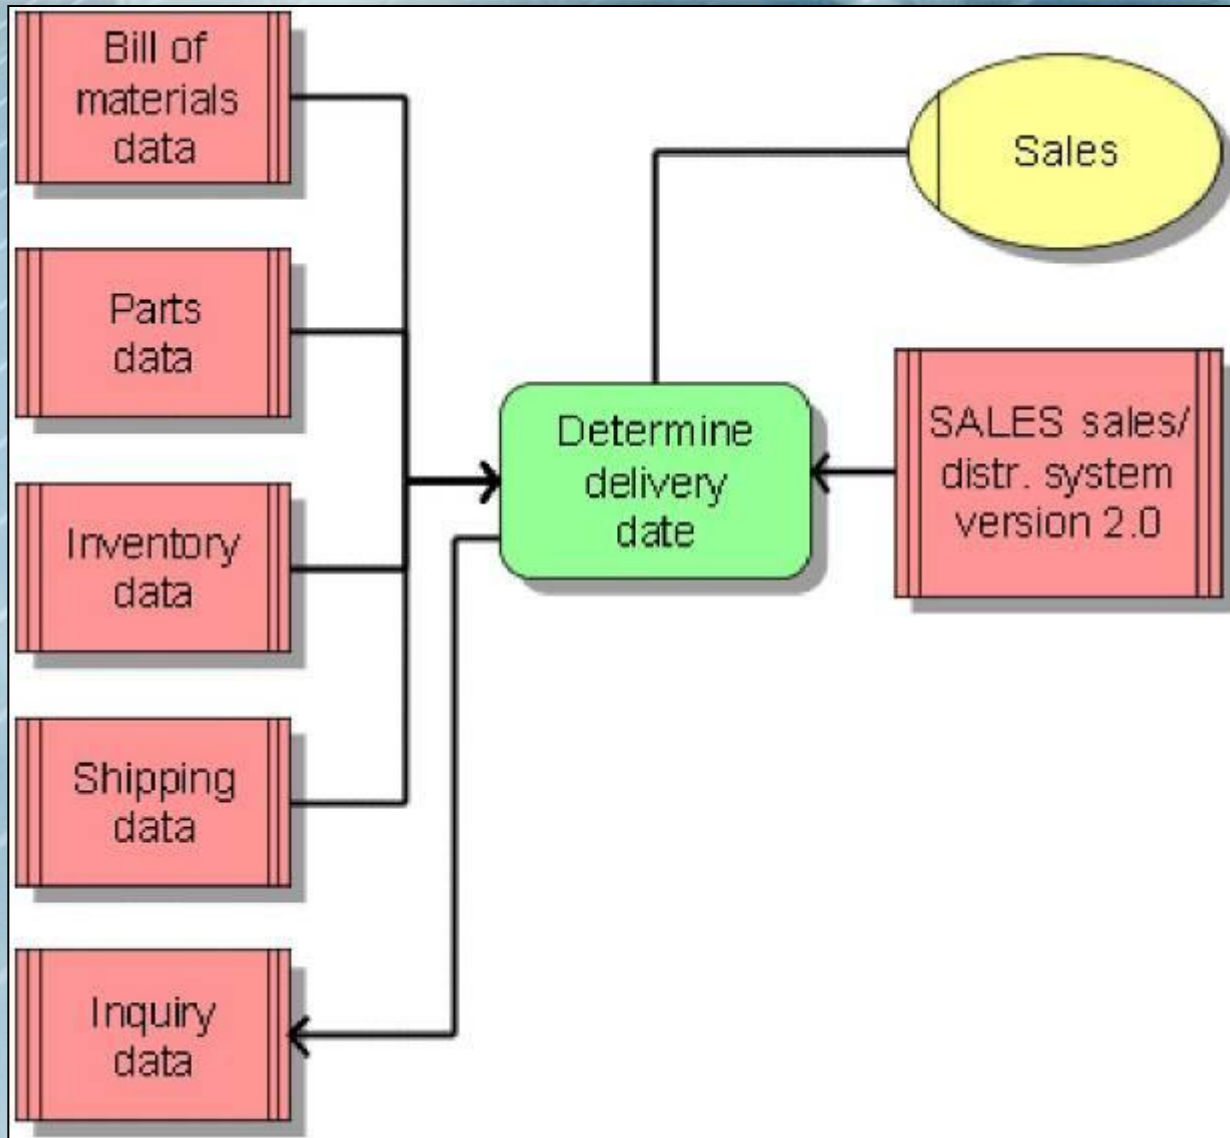 Bill of
materials
data
Sales
Parts
data
SALES sales/
distr. system
version 2.0
Determine
delivery
date
Inventory
data
Shipping
data
Inquiry
data